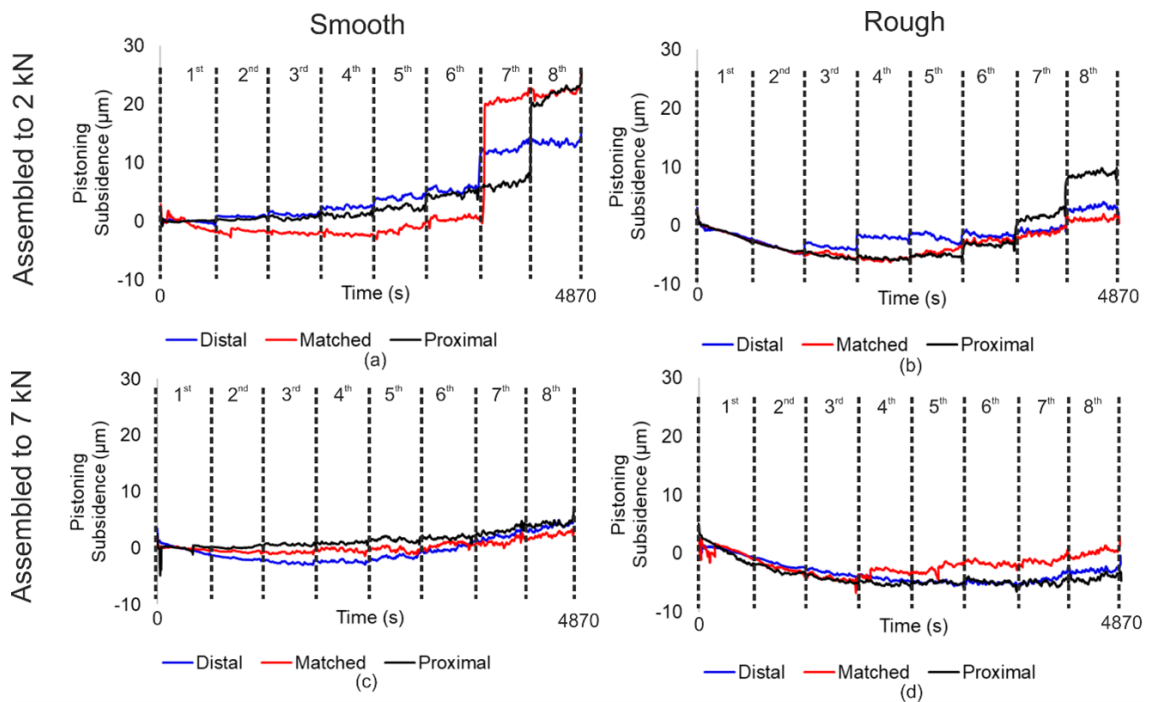 Smooth
Rough
Assembled to 2 kN
Pistoning
Subsidence (µm)
30
20
10
0
-10
1st 2nd 3rd 4th 5th 6th 7th 8th
0
Time (s)
4870
Distal Matched Proximal
(a)
Pistoning
Subsidence (µm)
30
20
10
0
-10
1st 2nd 3rd 4th 5th 6th 7th 8th
0
Time (s)
4870
Distal Matched Proximal
(b)
Assembled to 7 kN
Pistoning
Subsidence (µm)
30
20
10
0
-10
1st 2nd 3rd 4th 5th 6th 7th 8th
0
Time (s)
4870
Distal Matched Proximal
(c)
Pistoning
Subsidence (µm)
30
20
10
0
-10
1st 2nd 3rd 4th 5th 6th 7th 8th
0
Time (s)
4870
Distal Matched Proximal
(d)